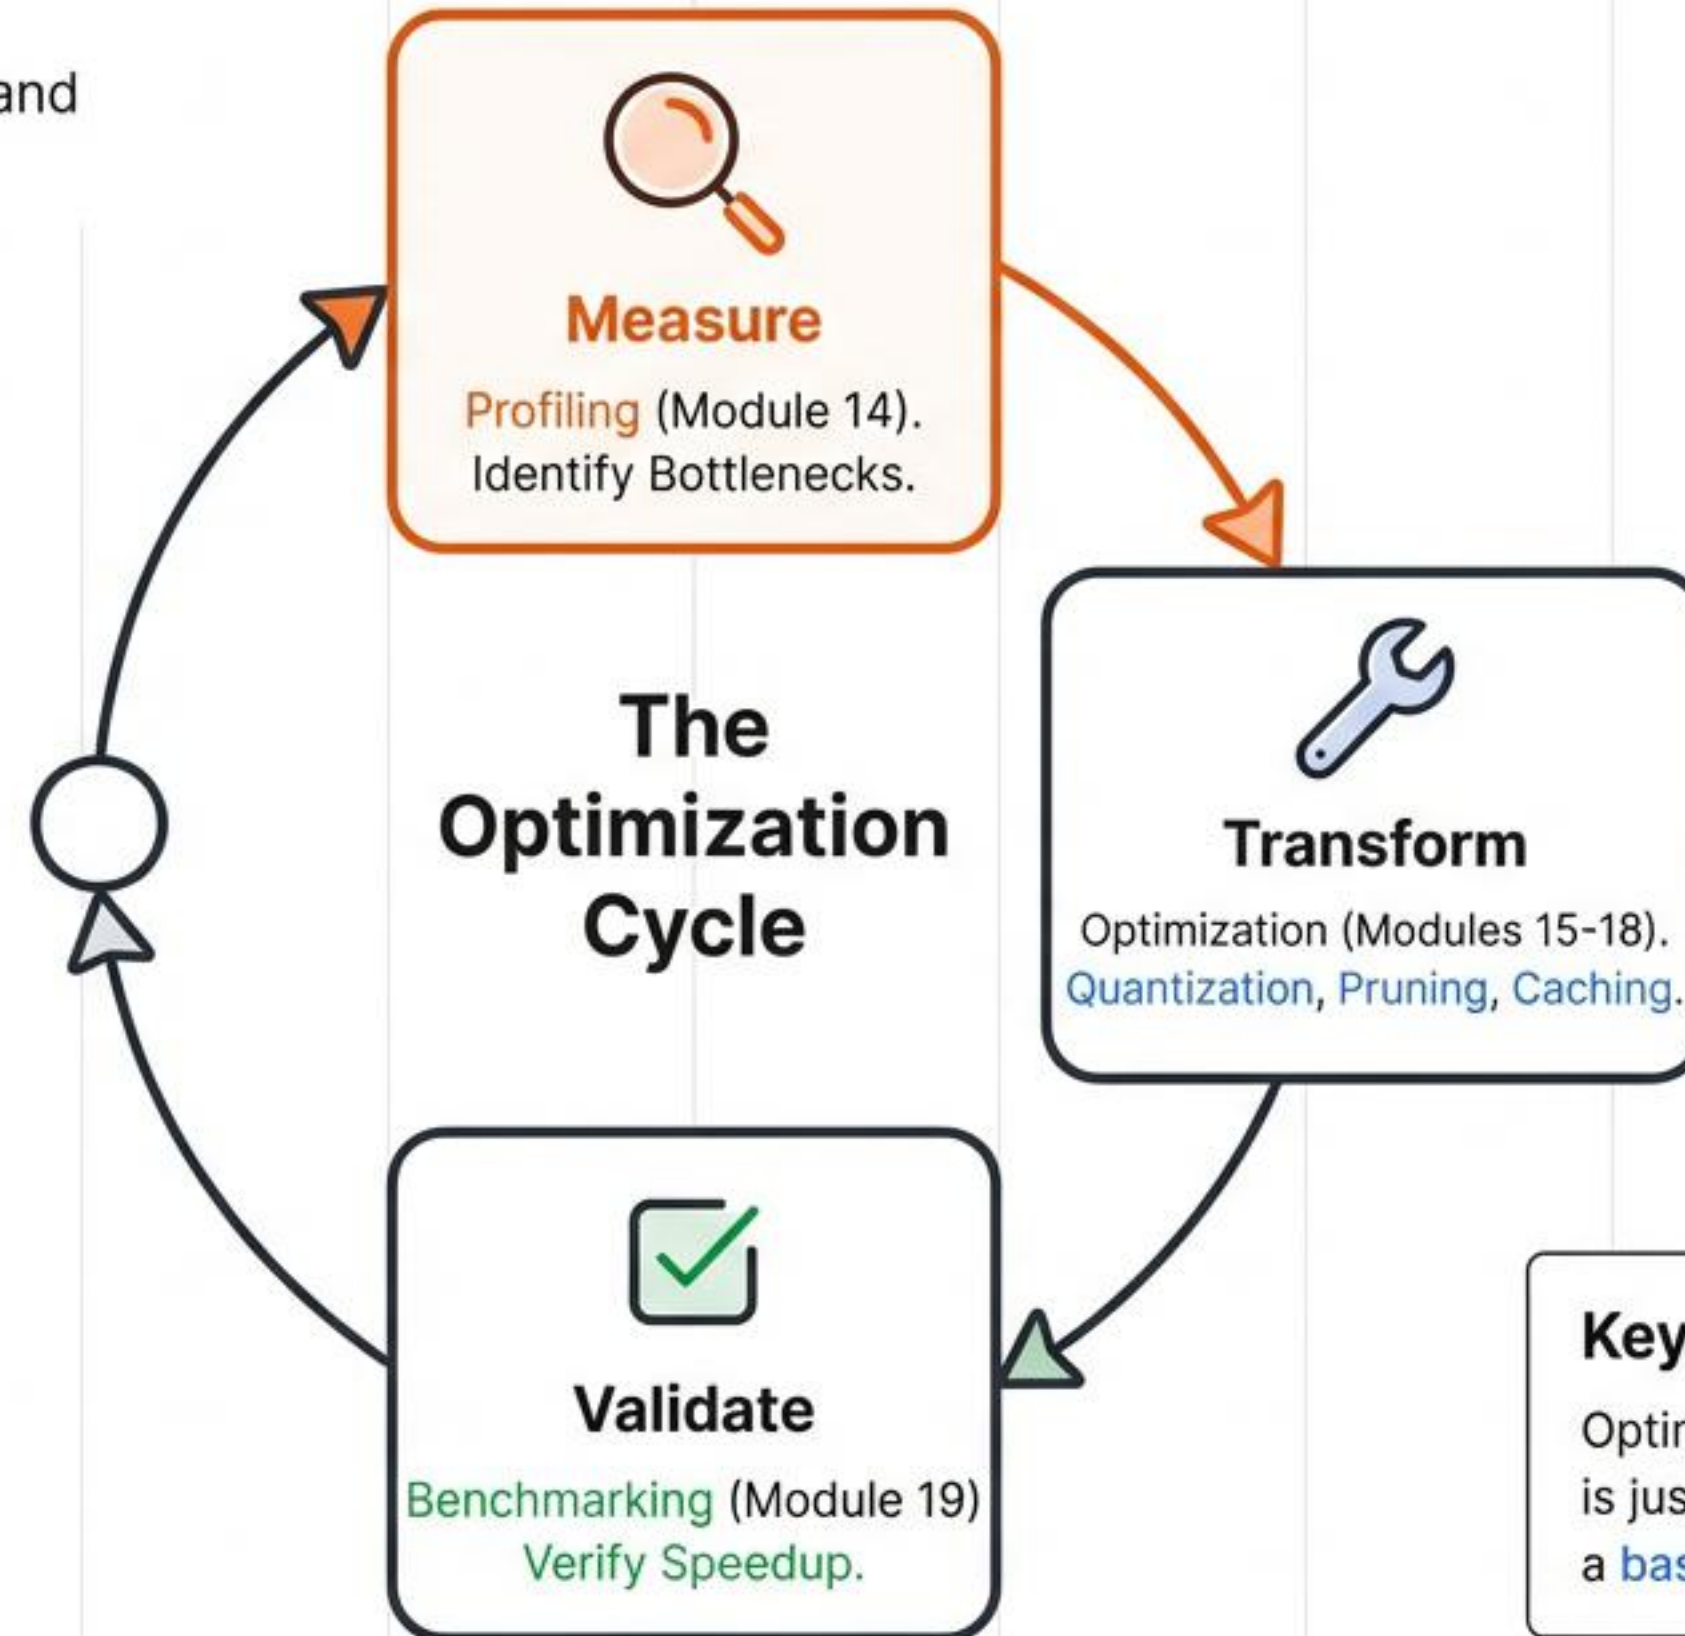 and
Measure
Profiling (Module 14).
Identify Bottlenecks.
The
Optimization
Cycle
Transform
Optimization (Modules 15-18).
Quantization, Pruning, Caching.
Validate
Benchmarking (Module 19)
Verify Speedup.
Key
is
a